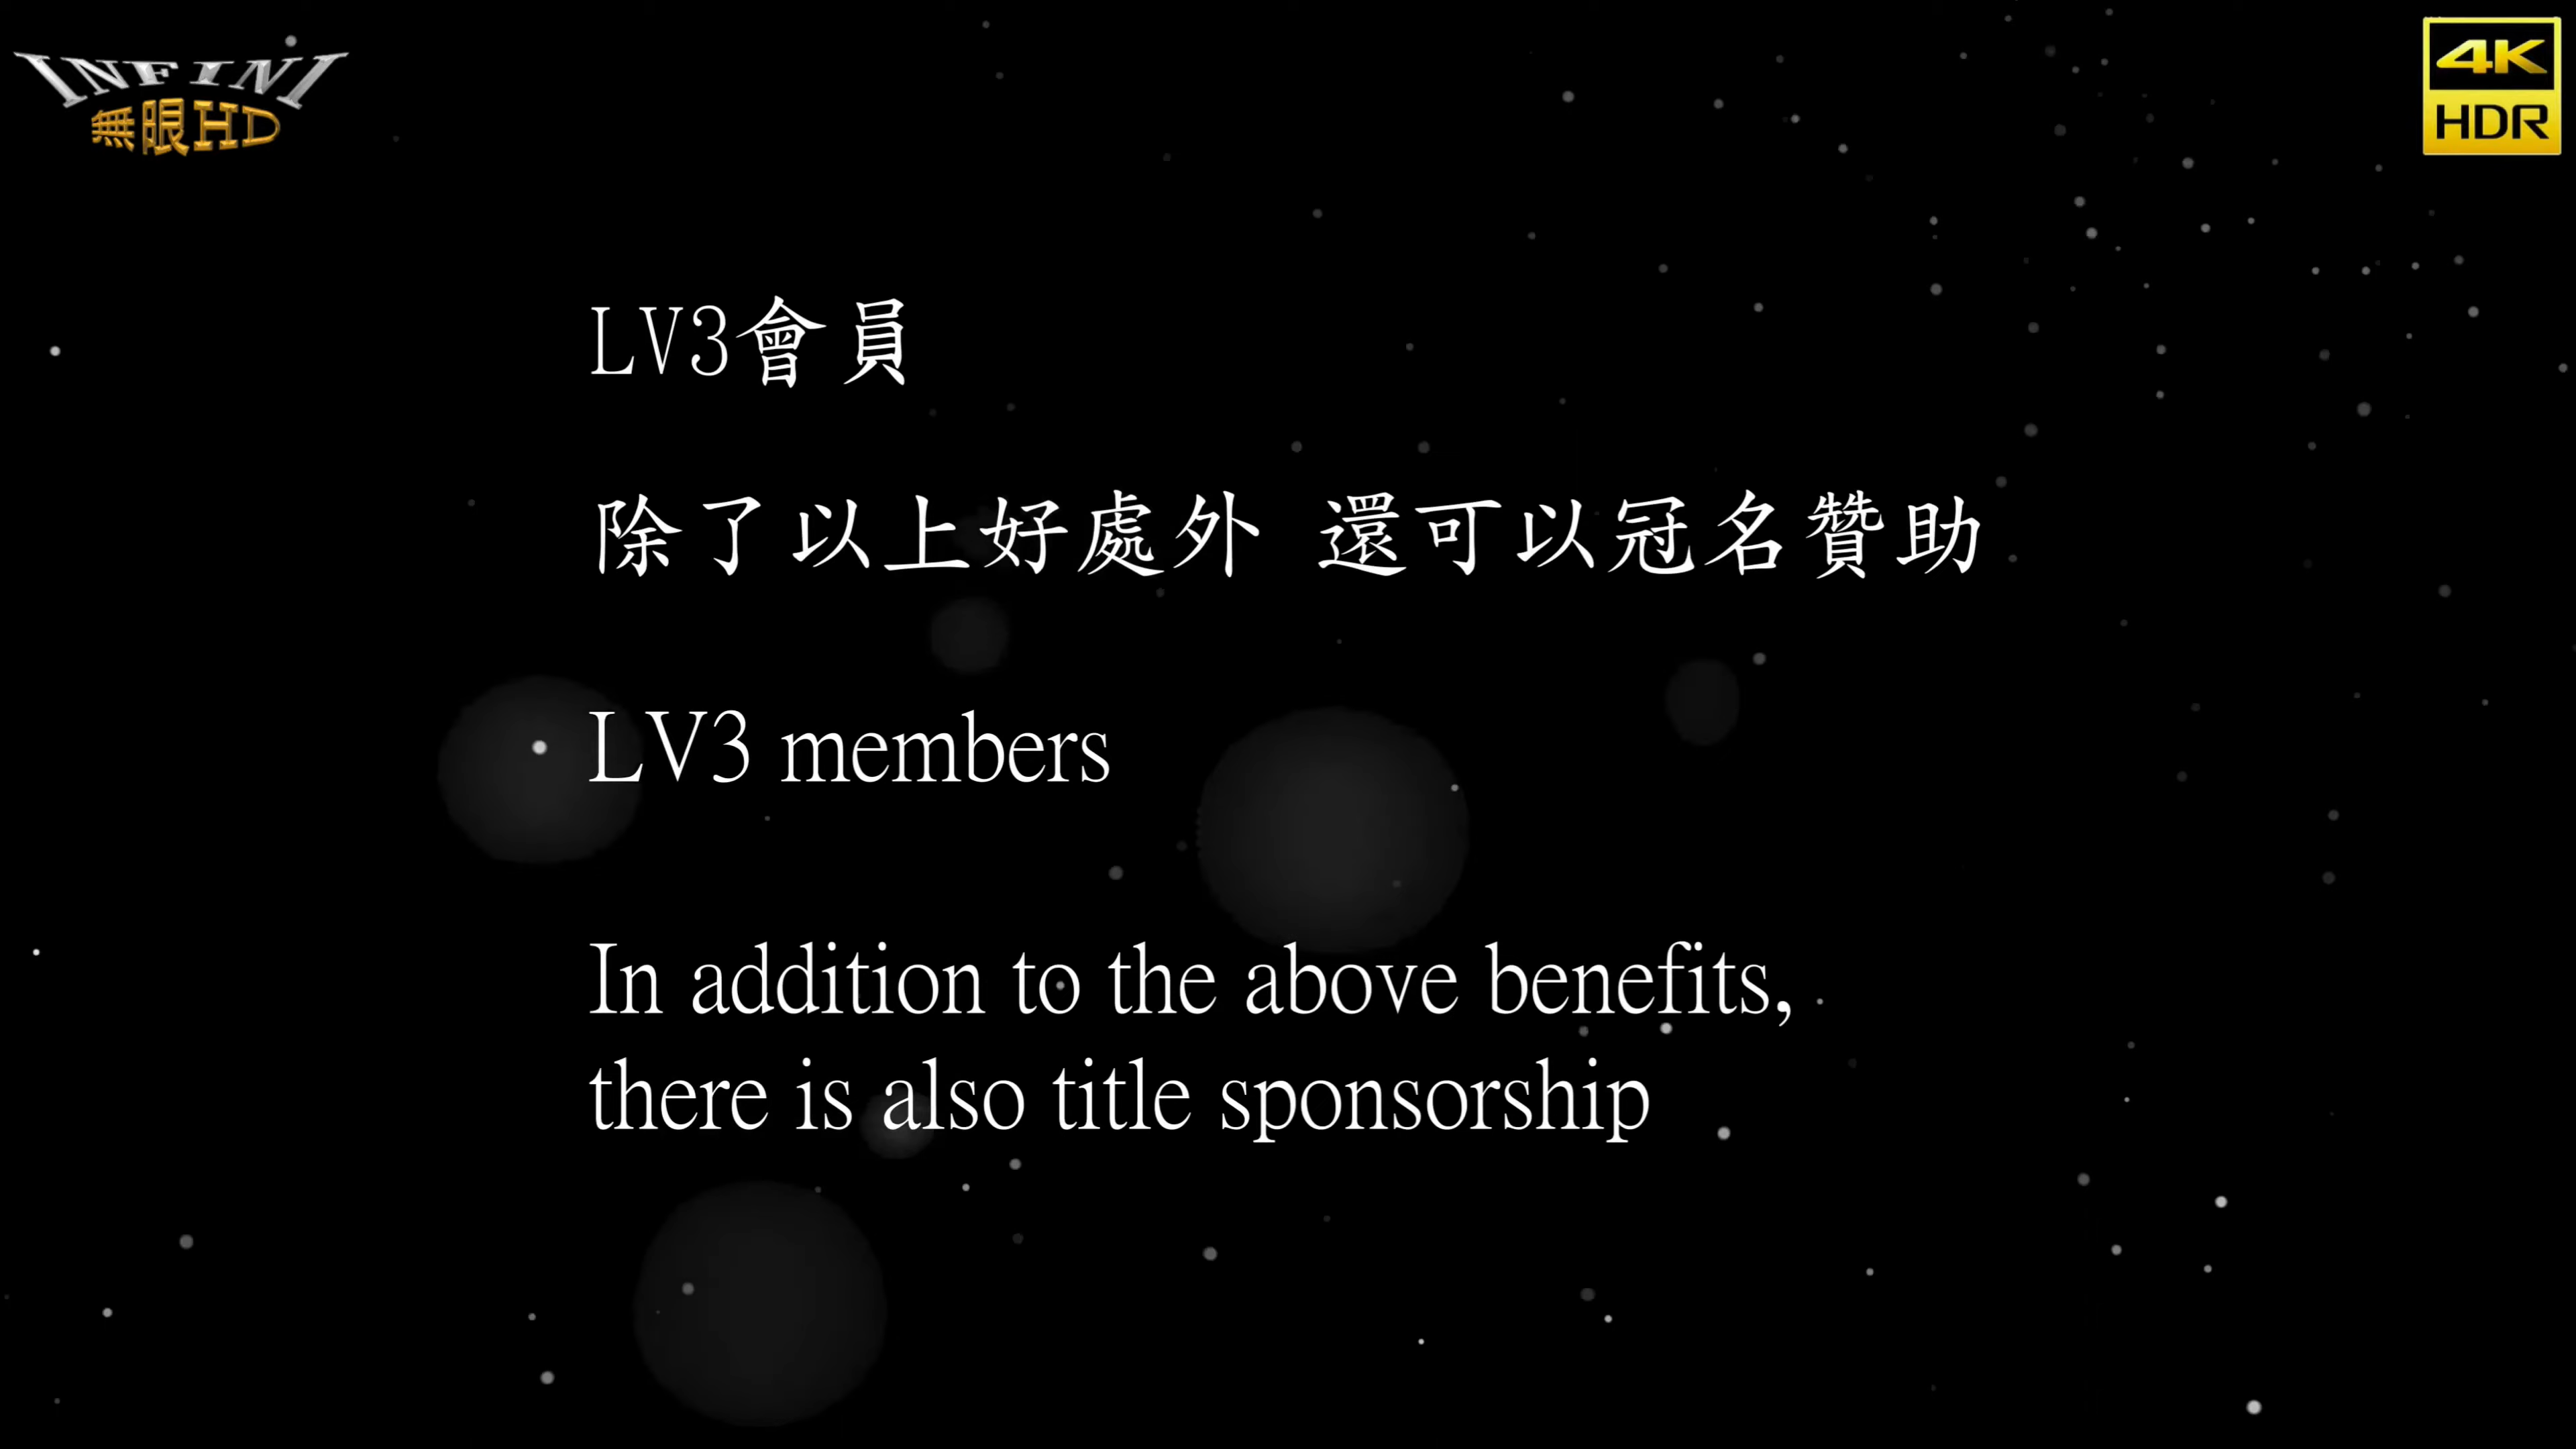 INFINI
無限HD
4K
HDR
LV3會員
除了以上好處外 還可以冠名贊助
LV3 members
In addition to the above benefits,
there is also title sponsorship